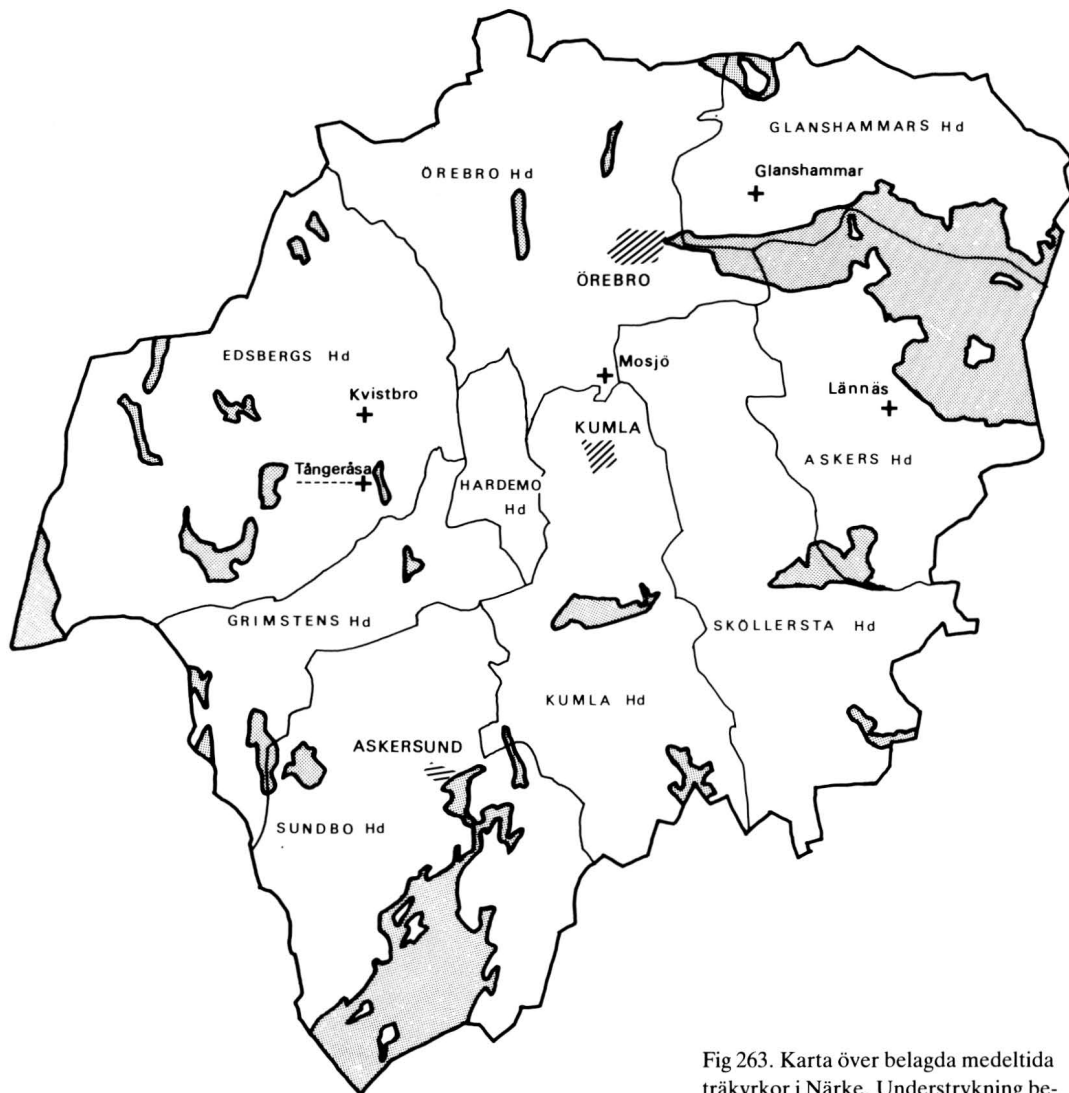 GLANSHAMMARS Hd
ÖREBRO Hd
Glanshammar
ÖREBRO
EDSBERGS Hd
Mosjö
Kvistbro
Lännäs
KUMLA
ASKERS Hd
Tångeråsa
HARDEMO
Hd
GRIMSTENS Hd
SKÖLLERSTA Hd
KUMLA Hd
ASKERSUND
SUNDBO Hd
Fig 263. Karta över belagda medeltida
träkyrkor i Närke. Understrykning be-